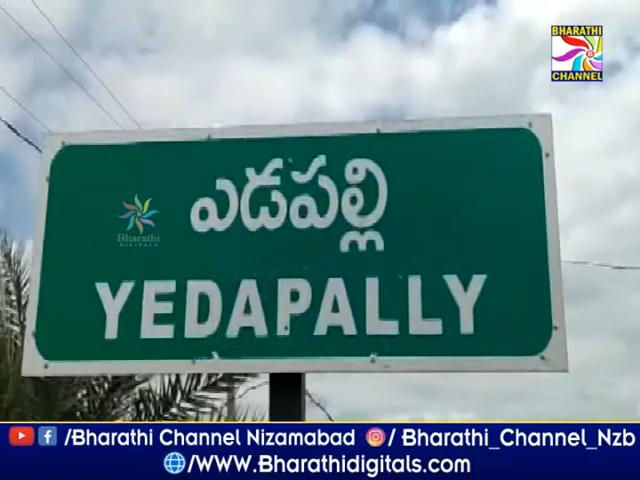 BHARATHI
CHANNEL
ఎడపల్లి
Bharathi
DIGITALS
YEDAPALLY
/Bharathi Channel Nizamabad /Bharathi_Channel_Nzb
/WWW.Bharathidigitals.com